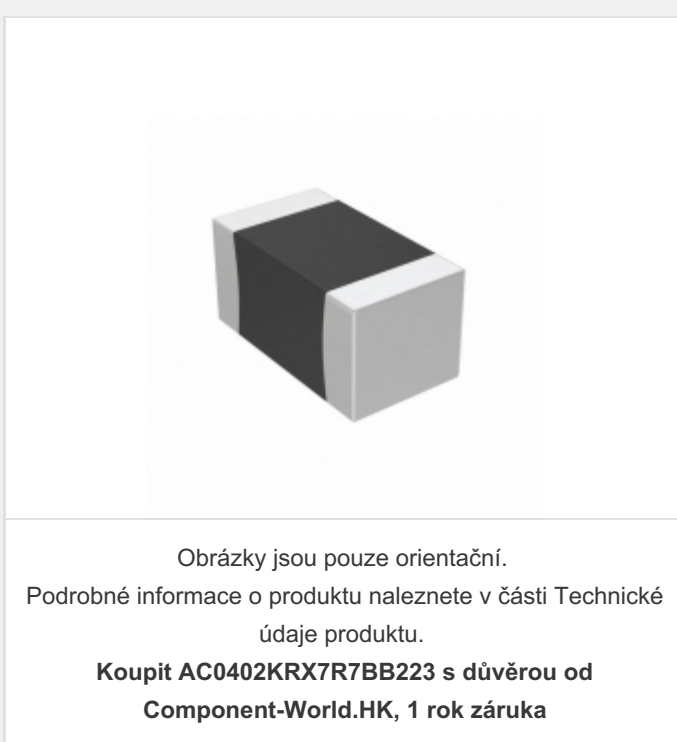 Obrázky jsou pouze orientační.
Podrobné informace o produktu naleznete v části Technické
údaje produktu.
Koupit AC0402KRX7R7BB223 s důvěrou od
Component-World.HK, 1 rok záruka